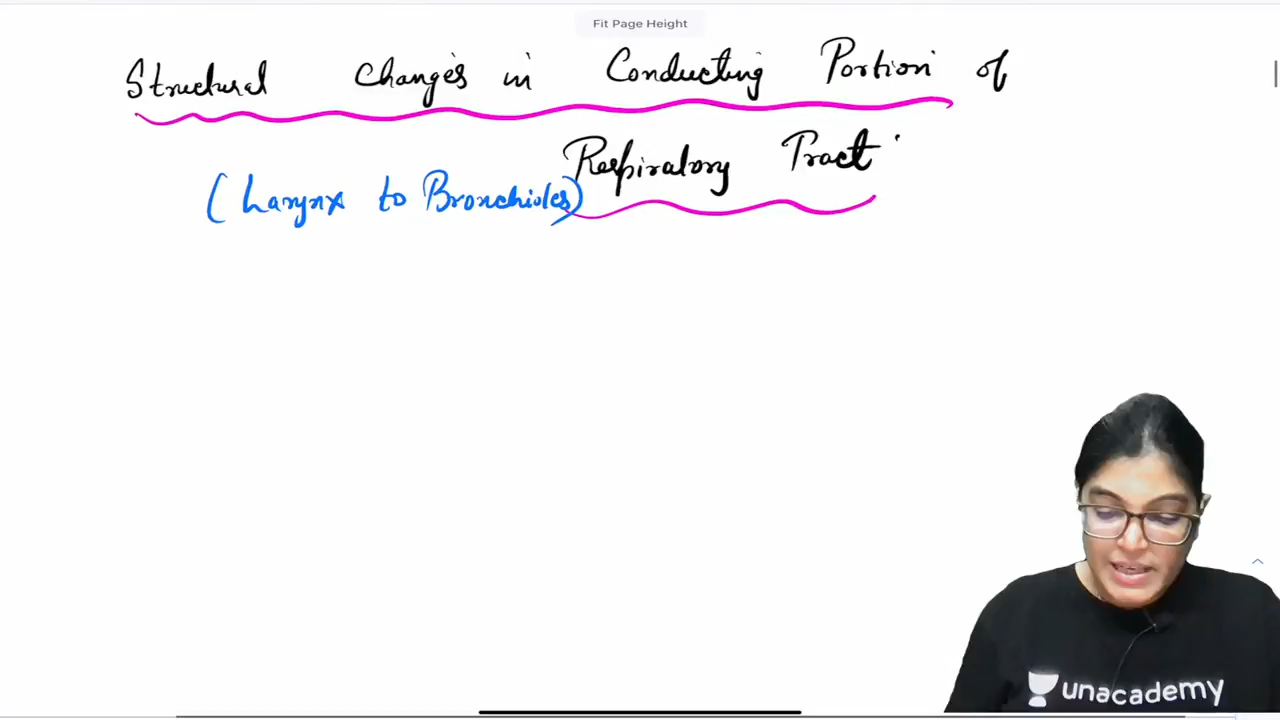 Fit Page Height
Structural Changes in Conducting Portion of
Respiratory Tract
(Larynx to Bronchioles)
unacademy